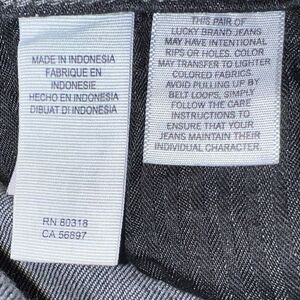 MADE IN INDONESIA
FABRIQUE EN
INDONESIE
HECHO EN INDONESIA
DIBUAT DI INDONESIA
RN 80318
CA 56897
THIS PAIR OF
LUCKY BRAND JEANS
MAY HAVE INTENTIONAL
RIPS OR HOLES. COLOR
MAY TRANSFER TO LIGHTER
COLORED FABRICS.
AVOID PULLING UP BY
BELT LOOPS, SIMPLY
FOLLOW THE CARE
INSTRUCTIONS TO
ENSURE THAT YOUR
JEANS MAINTAIN THEIR
INDIVIDUAL CHARACTER.